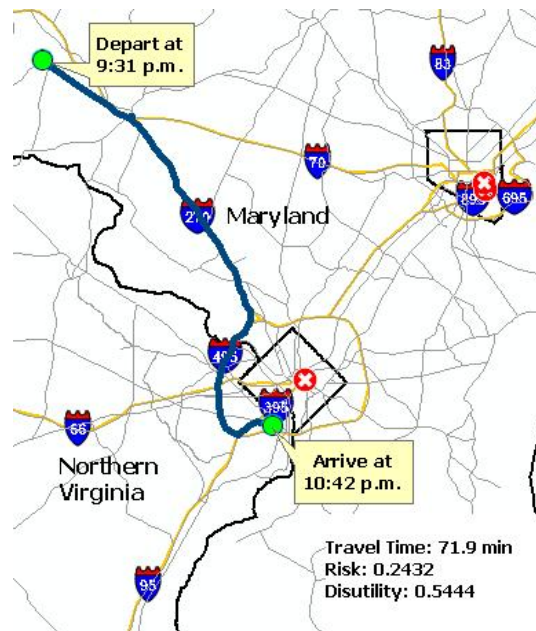 Depart at
9:31 p.m.
83
70
895
695
270
Maryland
495
395
66
Northern
Virginia
Arrive at
10:42 p.m.
95
Travel Time: 71.9 min
Risk: 0.2432
Disutility: 0.5444